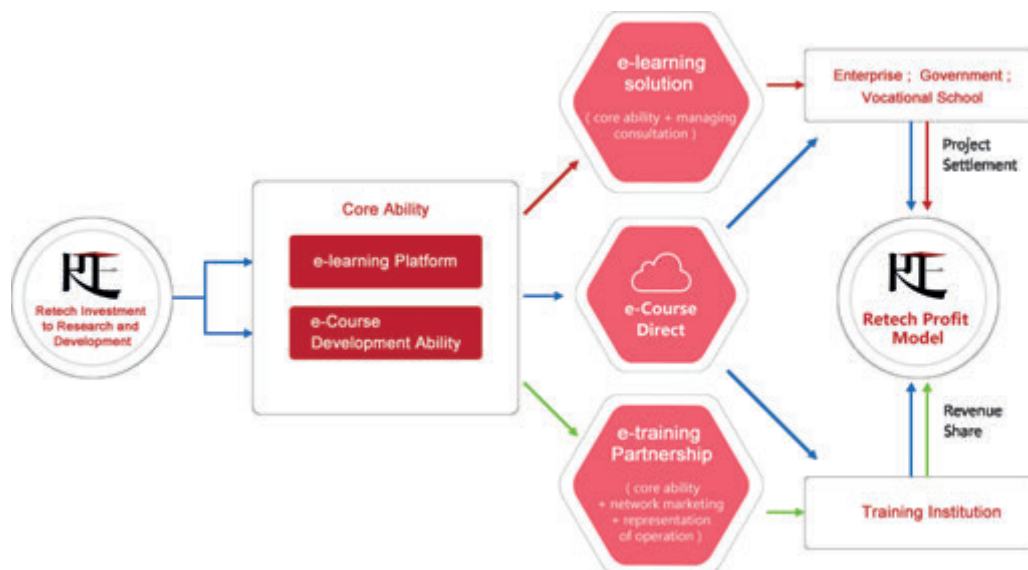 Retech Investment
to Research and
Development
Core Ability
e-learning Platform
e-Course
Development Ability
e-learning
solution
( core ability + managing
consultation )
e-Course
Direct
e-training
Partnership
( core ability
+ network marketing
+ representation
of operation )
Enterprise ; Government ;
Vocational School
Project
Settlement
Retech Profit
Model
Revenue
Share
Training Institution